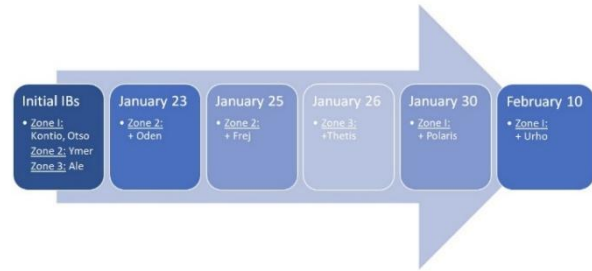 Initial IBs
• Zone I:
Kontio, Otso
Zone 2: Ymer
Zone 3: Ale
January 23
• Zone 2:
+ Oden
January 25
• Zone 2:
+ Frej
January 26
• Zone 3:
+Thetis
January 30
• Zone I:
+ Polaris
February 10
• Zone I:
+ Urho